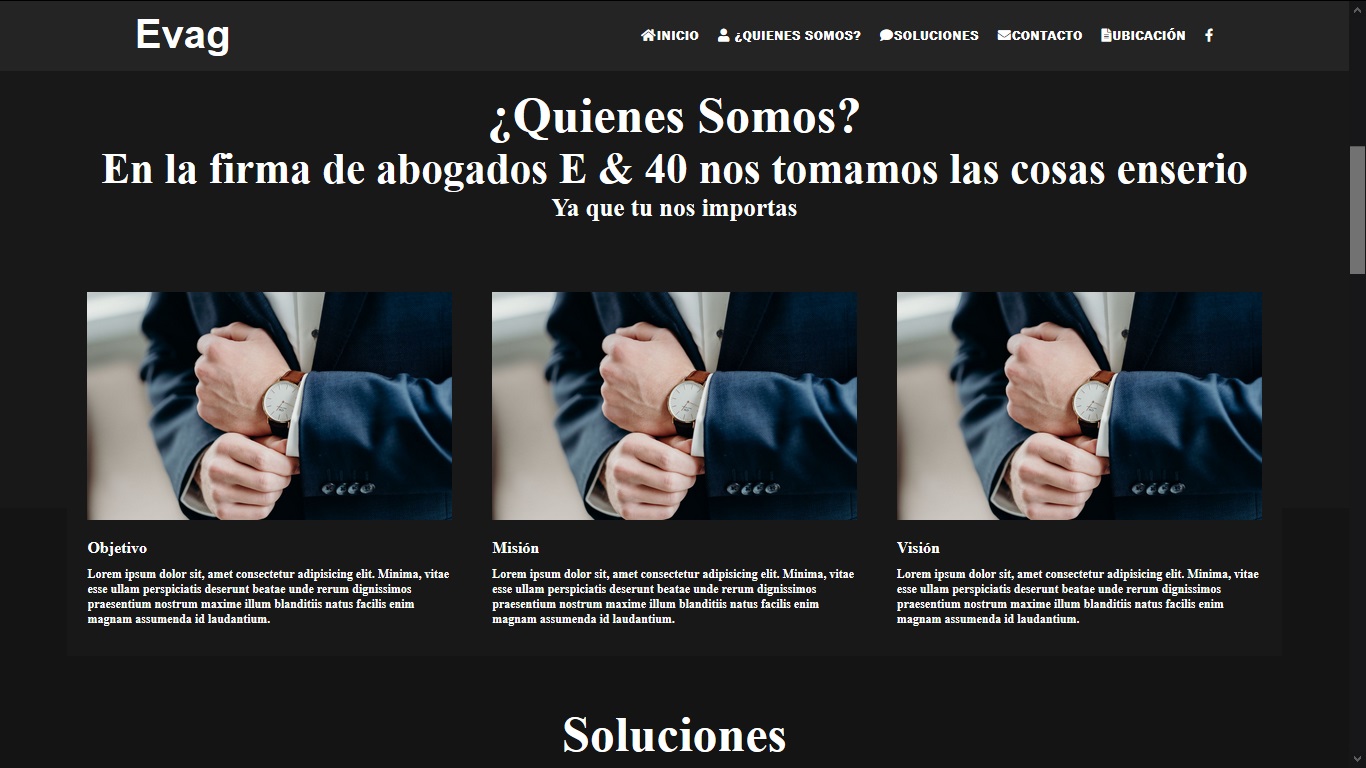 Evag
INICIO ¿QUIENES SOMOS? SOLUCIONES CONTACTO UBICACIÓN
¿Quienes Somos?
En la firma de abogados E & 40 nos tomamos las cosas enserio
Ya que tu nos importas
Objetivo
Lorem ipsum dolor sit, amet consectetur adipisicing elit. Minima, vitae
esse ullam perspiciatis deserunt beatae unde rerum dignissimos
praesentium nostrum maxime illum blanditiis natus facilis enim
magnam assumenda id laudantium.
Misión
Lorem ipsum dolor sit, amet consectetur adipisicing elit. Minima, vitae
esse ullam perspiciatis deserunt beatae unde rerum dignissimos
praesentium nostrum maxime illum blanditiis natus facilis enim
magnam assumenda id laudantium.
Visión
Lorem ipsum dolor sit, amet consectetur adipisicing elit. Minima, vitae
esse ullam perspiciatis deserunt beatae unde rerum dignissimos
praesentium nostrum maxime illum blanditiis natus facilis enim
magnam assumenda id laudantium.
Soluciones